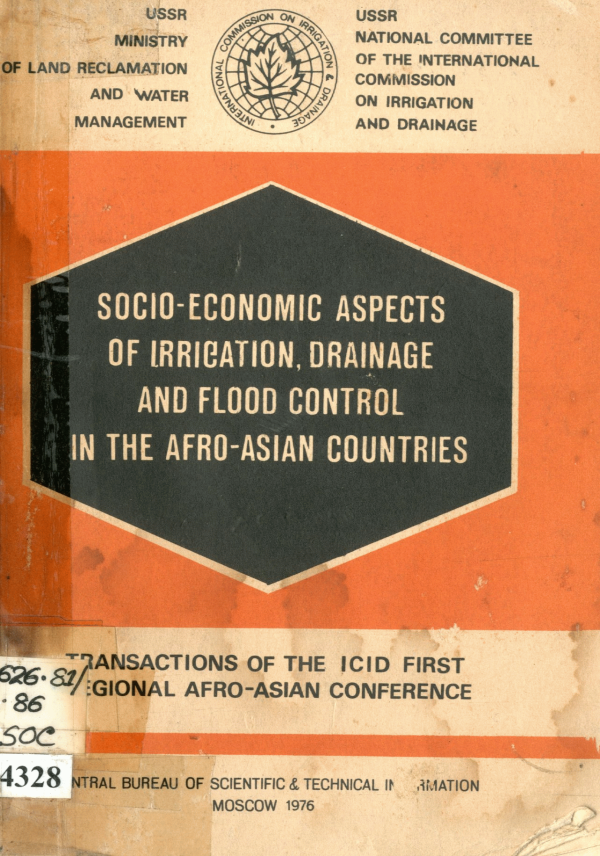 USSR
MINISTRY
OF LAND RECLAMATION
AND WATER
MANAGEMENT
INTERNATIONAL COMMISSION ON IRRIGATION & DRAINAGE
USSR
NATIONAL COMMITTEE
OF THE INTERNATIONAL
COMMISSION
ON IRRIGATION
AND DRAINAGE
SOCIO-ECONOMIC ASPECTS
OF IRRIGATION, DRAINAGE
AND FLOOD CONTROL
IN THE AFRO-ASIAN COUNTRIES
TRANSACTIONS OF THE ICID FIRST
EGIONAL AFRO-ASIAN CONFERENCE
626.81/
.86
SOC
4328
NTRAL BUREAU OF SCIENTIFIC & TECHNICAL IN RMATION
MOSCOW 1976